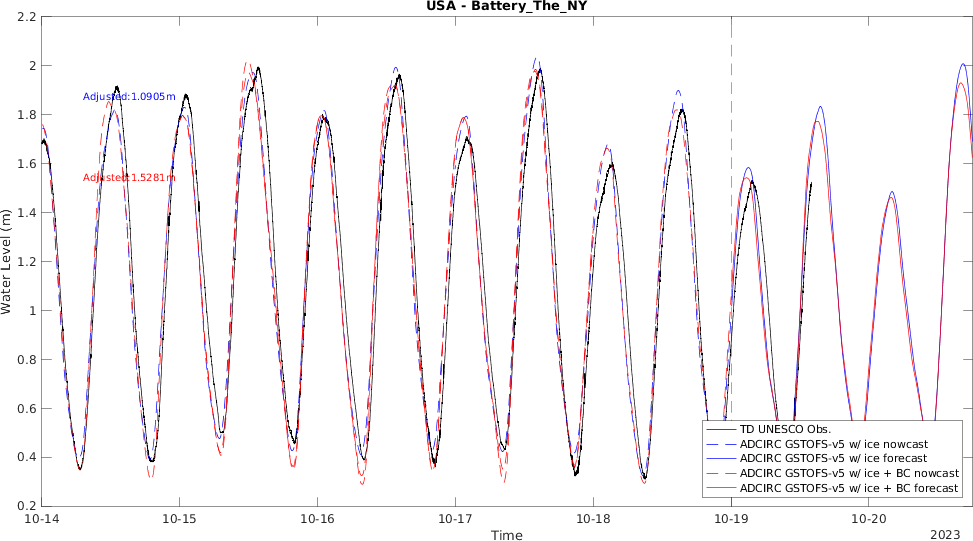 USA - Battery_The_NY
2.2
2
1.8
1.6
1.4
1.2
1
0.8
0.6
0.4
0.2
Water Level (m)
Adjusted:1.0905m
Adjusted:1.5281m
TD UNESCO Obs.
ADCIRC GSTOFS-v5 w/ ice nowcast
ADCIRC GSTOFS-v5 w/ ice forecast
ADCIRC GSTOFS-v5 w/ ice + BC nowcast
ADCIRC GSTOFS-v5 w/ ice + BC forecast
10-14 10-15 10-16 10-17 10-18 10-19 10-20
Time
2023